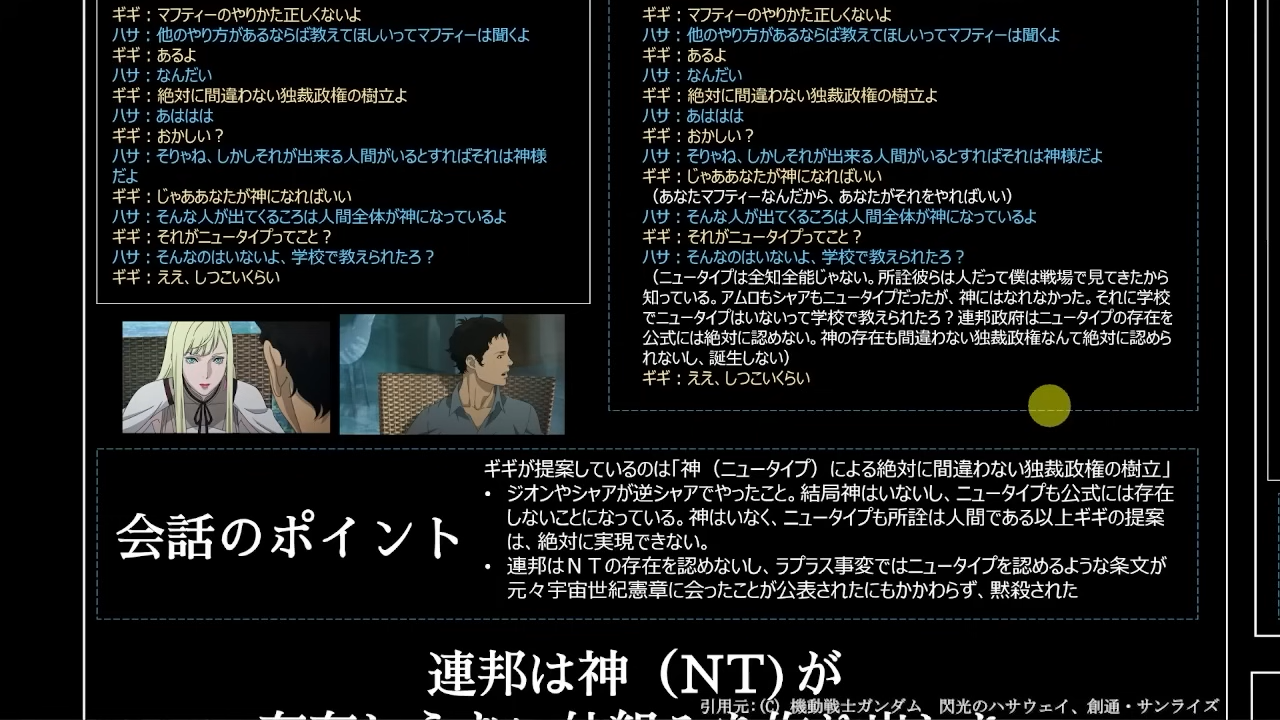 ギギ：マフティーのやりかた正しくないよ
ハサ：他のやり方があるならば教えてほしいってマフティーは聞くよ
ギギ：あるよ
ハサ：なんだい
ギギ：絶対に間違わない独裁政権の樹立よ
ハサ：あははは
ギギ：おかしい？
ハサ：そりゃね、しかしそれが出来る人間がいるとすればそれは神様
だよ
ギギ：じゃああなたが神になればいい
ハサ：そんな人が出てくるころは人間全体が神になっているよ
ギギ：それがニュータイプってこと？
ハサ：そんなのはいないよ、学校で教えられたろ？
ギギ：ええ、しつこいくらい
ギギ：マフティーのやりかた正しくないよ
ハサ：他のやり方があるならば教えてほしいってマフティーは聞くよ
ギギ：あるよ
ハサ：なんだい
ギギ：絶対に間違わない独裁政権の樹立よ
ハサ：あははは
ギギ：おかしい？
ハサ：そりゃね、しかしそれが出来る人間がいるとすればそれは神様だよ
ギギ：じゃああなたが神になればいい
（あなたマフティーなんだから、あなたがそれをやればいい）
ハサ：そんな人が出てくるころは人間全体が神になっているよ
ギギ：それがニュータイプってこと？
ハサ：そんなのはいないよ、学校で教えられたろ？
（ニュータイプは全知全能じゃない。所詮彼らは人だって僕は戦場で見てきたから
知っている。アムロもシャアもニュータイプだったが、神にはなれなかった。それに学校
でニュータイプはいないって学校で教えられたろ？連邦政府はニュータイプの存在を
公式には絶対に認めない。神の存在も間違わない独裁政権なんて絶対に認めら
れないし、誕生しない）
ギギ：ええ、しつこいくらい
会話のポイント
ギギが提案しているのは「神（ニュータイプ）による絶対に間違わない独裁政権の樹立」
• ジオンやシャアが逆シャアでやったこと。結局神はいないし、ニュータイプも公式には存在
しないことになっている。神はいなく、ニュータイプも所詮は人間である以上ギギの提案
は、絶対に実現できない。
• 連邦はＮＴの存在を認めないし、ラプラス事変ではニュータイプを認めるような条文が
元々宇宙世紀憲章に会ったことが公表されたにもかかわらず、黙殺された
連邦は神（NT）が
引用元：(C) 機動戦士ガンダム　閃光のハサウェイ、創通・サンライズ